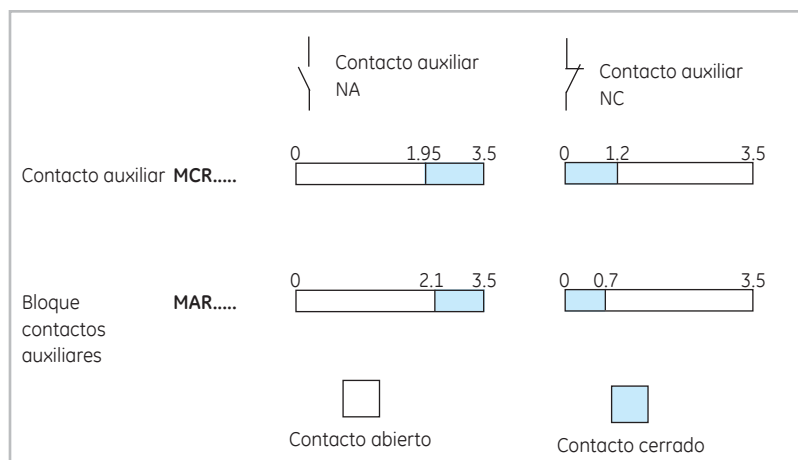 Contacto auxiliar
NA
Contacto auxiliar
NC
0 1.95 3.5
0 1.2 3.5
Contacto auxiliar MCR.....
0 2.1 3.5
0 0.7 3.5
Bloque MAR.....
contactos
auxiliares
Contacto abierto
Contacto cerrado